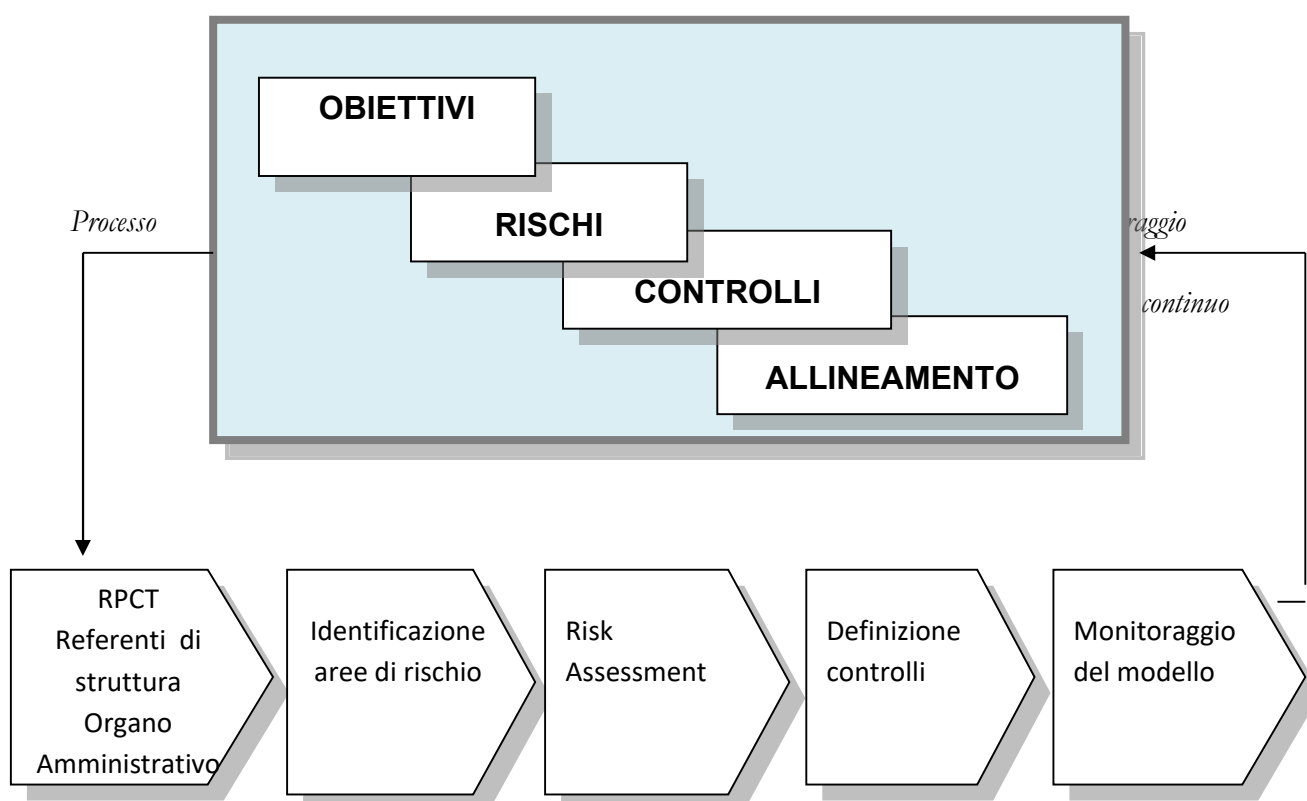 OBIETTIVI
RISCHI
CONTROLLI
ALLINEAMENTO
Processo
raggio
continuo
RPCT
Referenti di
struttura
Organo
Amministrativo
Identificazione
aree di rischio
Risk
Assessment
Definizione
controlli
Monitoraggio
del modello